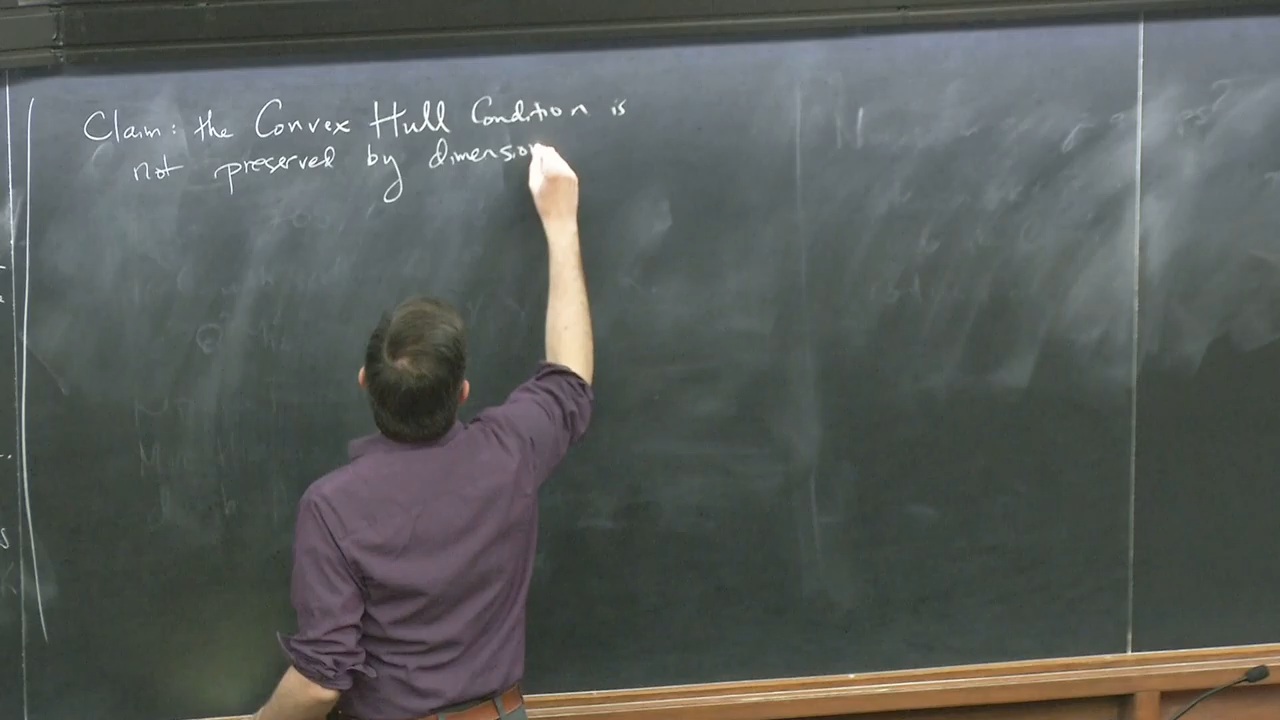 Claim: the Convex Hull Condition is
not preserved by dimension